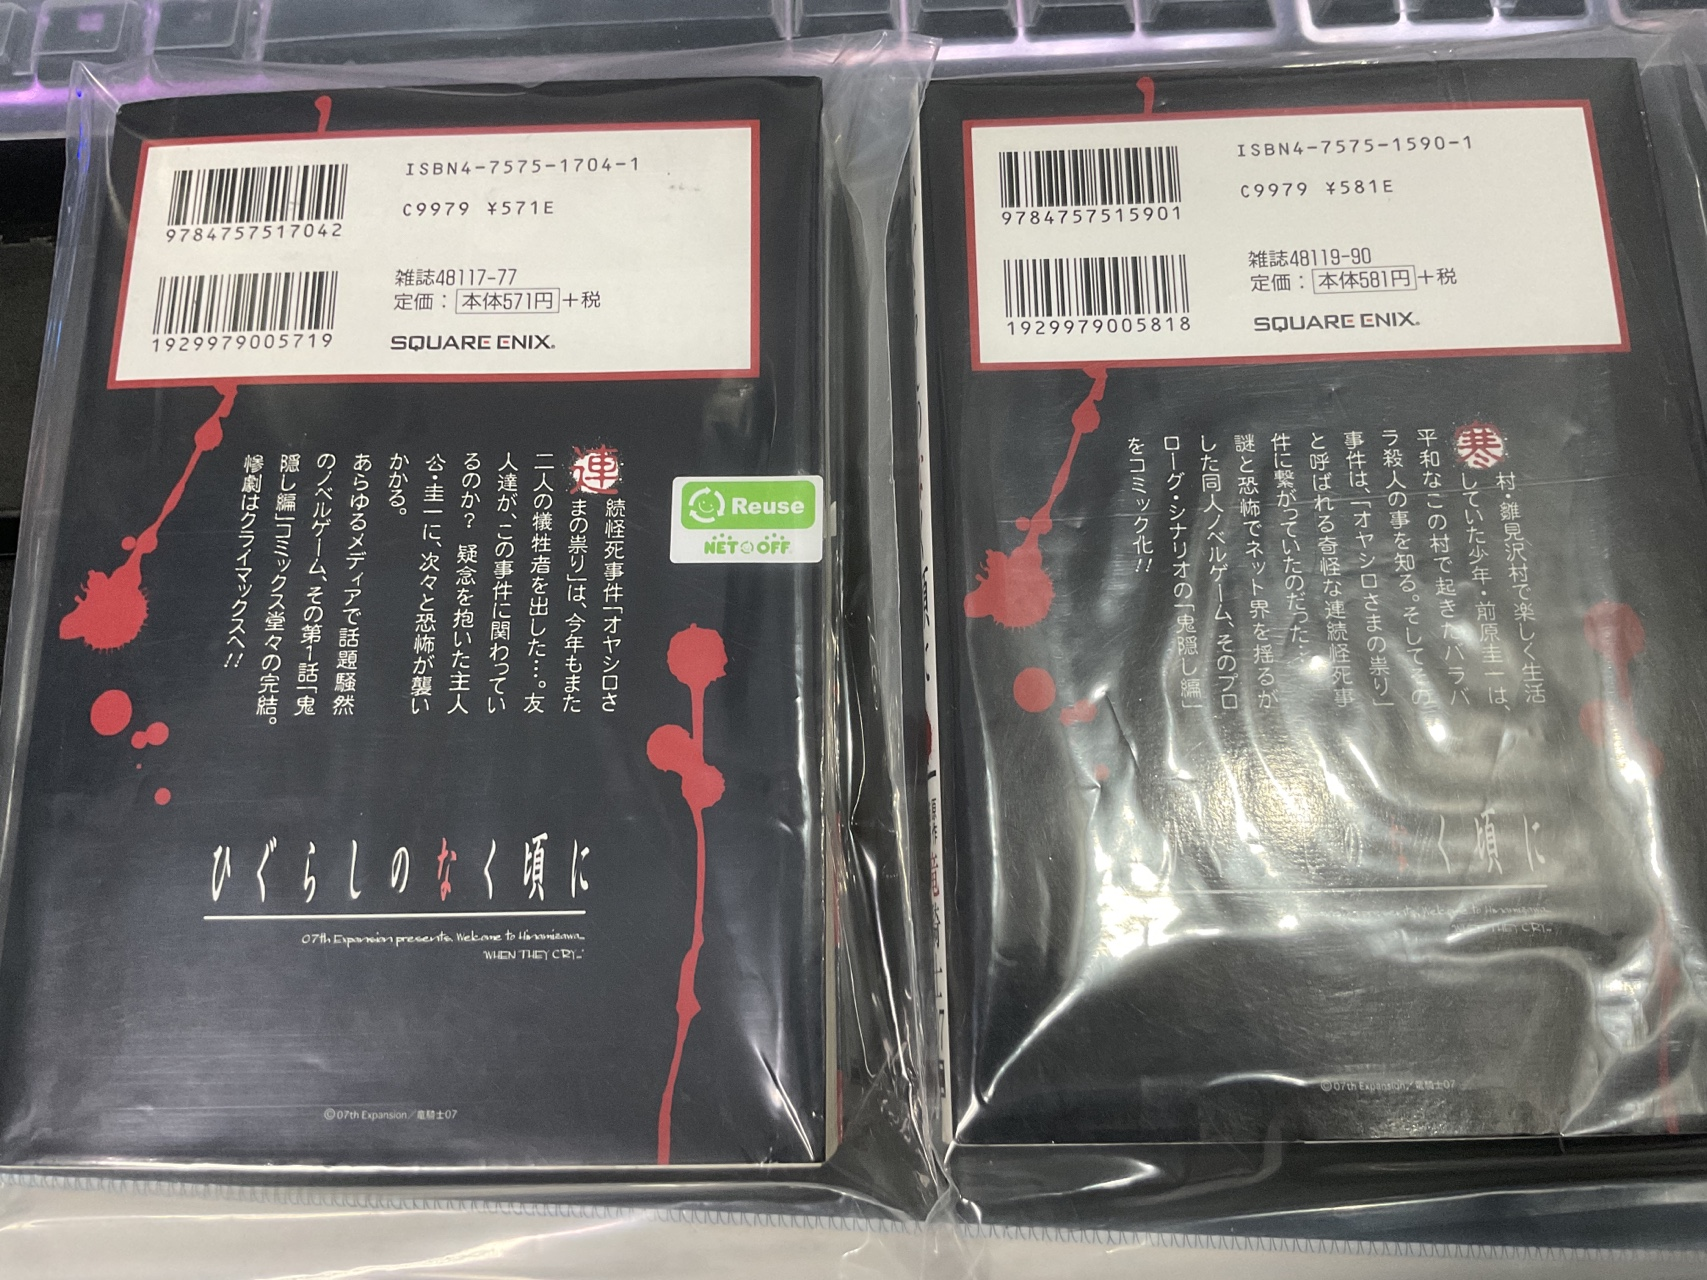 ISBN4-7575-1704-1
C9979 ¥571E
9784757517042
雑誌48117-77
定価：本体571円+税
1929979005719
SQUARE ENIX.
連続怪死事件「オヤシロさ
まの祟り」は、今年もまた
二人の犠牲者を出した…。友
人達が、この事件に関わってい
るのか? 疑念を抱いた主人
公・圭一に、次々と恐怖が襲い
かかる。
あらゆるメディアで話題騒然
のノベルゲーム、その第1話「鬼
隠し編」コミックス堂々の完結。
惨劇はクライマックスへ!!
Reuse
NET OFF
ひぐらしのなく頃に
07th Expansion presents. Welcome to Hinamizawa...
WHEN THEY CRY...
©07th Expansion／竜騎士07
ISBN4-7575-1590-1
C9979 ¥581E
9784757515901
雑誌48119-90
定価：本体581円+税
1929979005818
SQUARE ENIX.
寒村・雛見沢村で楽しく生活
していた少年・前原圭一は、
平和なこの村で起きたバラバ
ラ殺人の事を知る。そしてその
事件は、「オヤシロさまの祟り」
と呼ばれる奇怪な連続怪死事
件に繋がっていたのだった…。
謎と恐怖でネット界を揺るが
した同人ノベルゲーム、そのプロ
ローグ・シナリオの「鬼隠し編」
をコミック化!!
のなく頃に
presents. Welcome to Hinamizawa...
THEY CRY...
©07th Expansion／竜騎士07